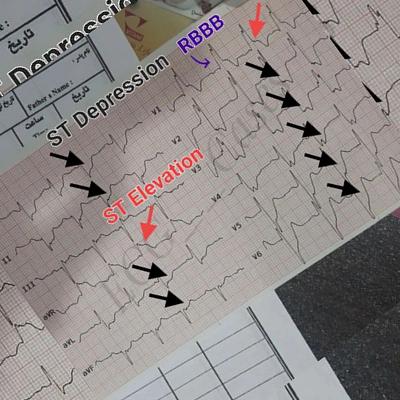 ST Depression
تاريخ
تاريخ
Father's Name:
ساعت
ST Depression
RBBB
ST Elevation
V1
V2
V3
V4
V5
V6
II
III
aVR
aVL
aVF